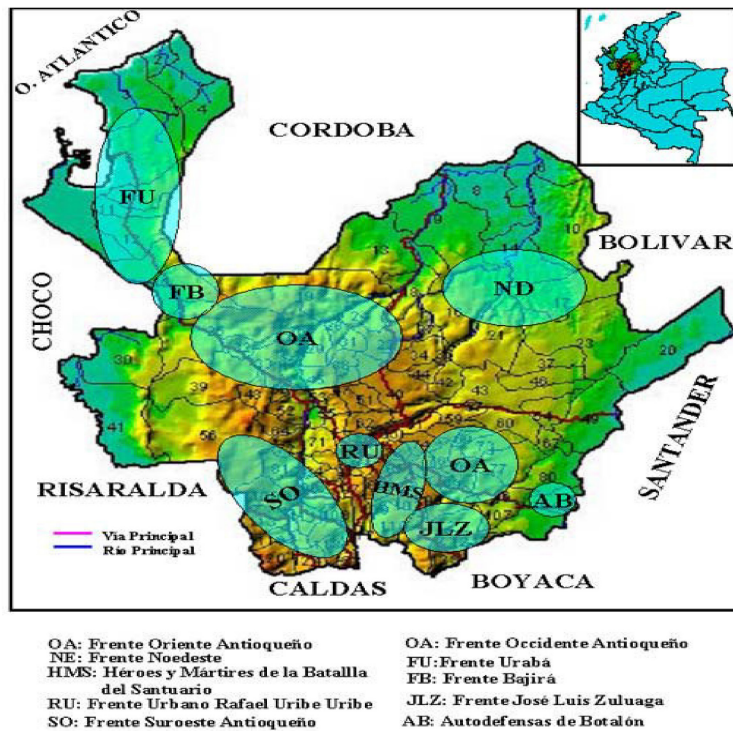 O. ATLANTICO
CORDOBA
BOLIVAR
CHOCO
SANTANDER
RISARALDA
CALDAS
BOYACA
FU
FB
OA
ND
RU
HMS
OA
SO
JLZ
AB
Via Principal
Río Principal
OA: Frente Oriente Antioqueño
NE: Frente Noedeste
HMS: Héroes y Mártires de la Batallla
del Santuario
RU: Frente Urbano Rafael Uribe Uribe
SO: Frente Suroeste Antioqueño
OA: Frente Occidente Antioqueño
FU:Frente Urabá
FB: Frente Bajirá
JLZ: Frente José Luis Zuluaga
AB: Autodefensas de Botalón